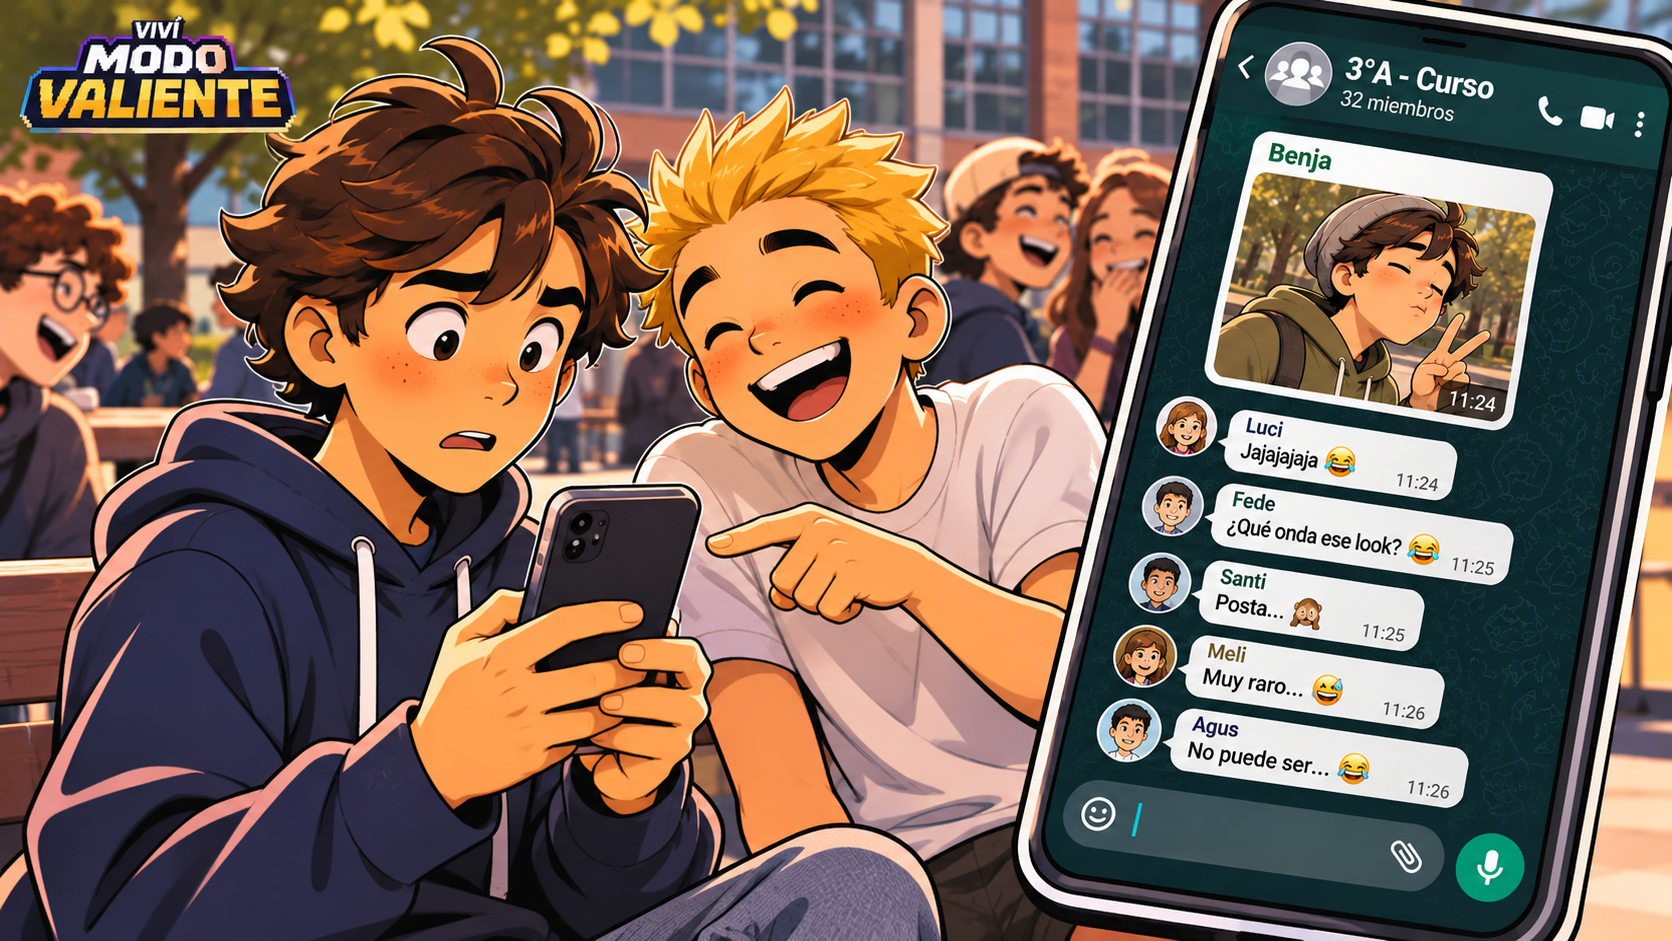 VIVÍ
MODO
VALIENTE
3°A - Curso
32 miembros
Benja
11:24
Luci
Jajajajaja 😂
11:24
Fede
¿Qué onda ese look? 😂
11:25
Santi
Posta... 🙈
11:25
Meli
Muy raro... 😅
11:26
Agus
No puede ser... 😂
11:26